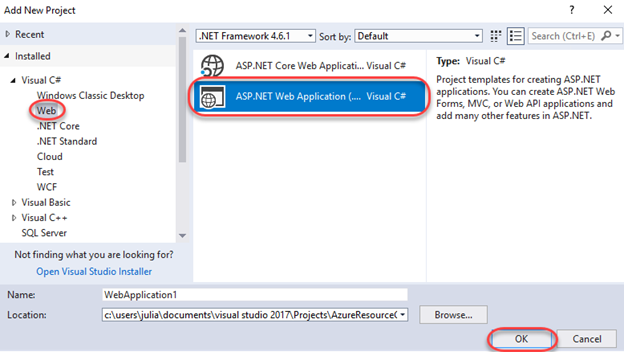 Add New Project
? ×
Recent
Installed
Visual C#
Windows Classic Desktop
Web
.NET Core
.NET Standard
Cloud
Test
WCF
Visual Basic
Visual C++
SQL Server
Not finding what you are looking for?
Open Visual Studio Installer
.NET Framework 4.6.1 Sort by: Default
Search (Ctrl+E)
ASP.NET Core Web Applicati... Visual C#
ASP.NET Web Application (.... Visual C#
Type: Visual C#
Project templates for creating ASP.NET
applications. You can create ASP.NET Web
Forms, MVC, or Web API applications and
add many other features in ASP.NET.
Name: WebApplication1
Location: c:\users\julia\documents\visual studio 2017\Projects\AzureResourceG
Browse...
OK Cancel